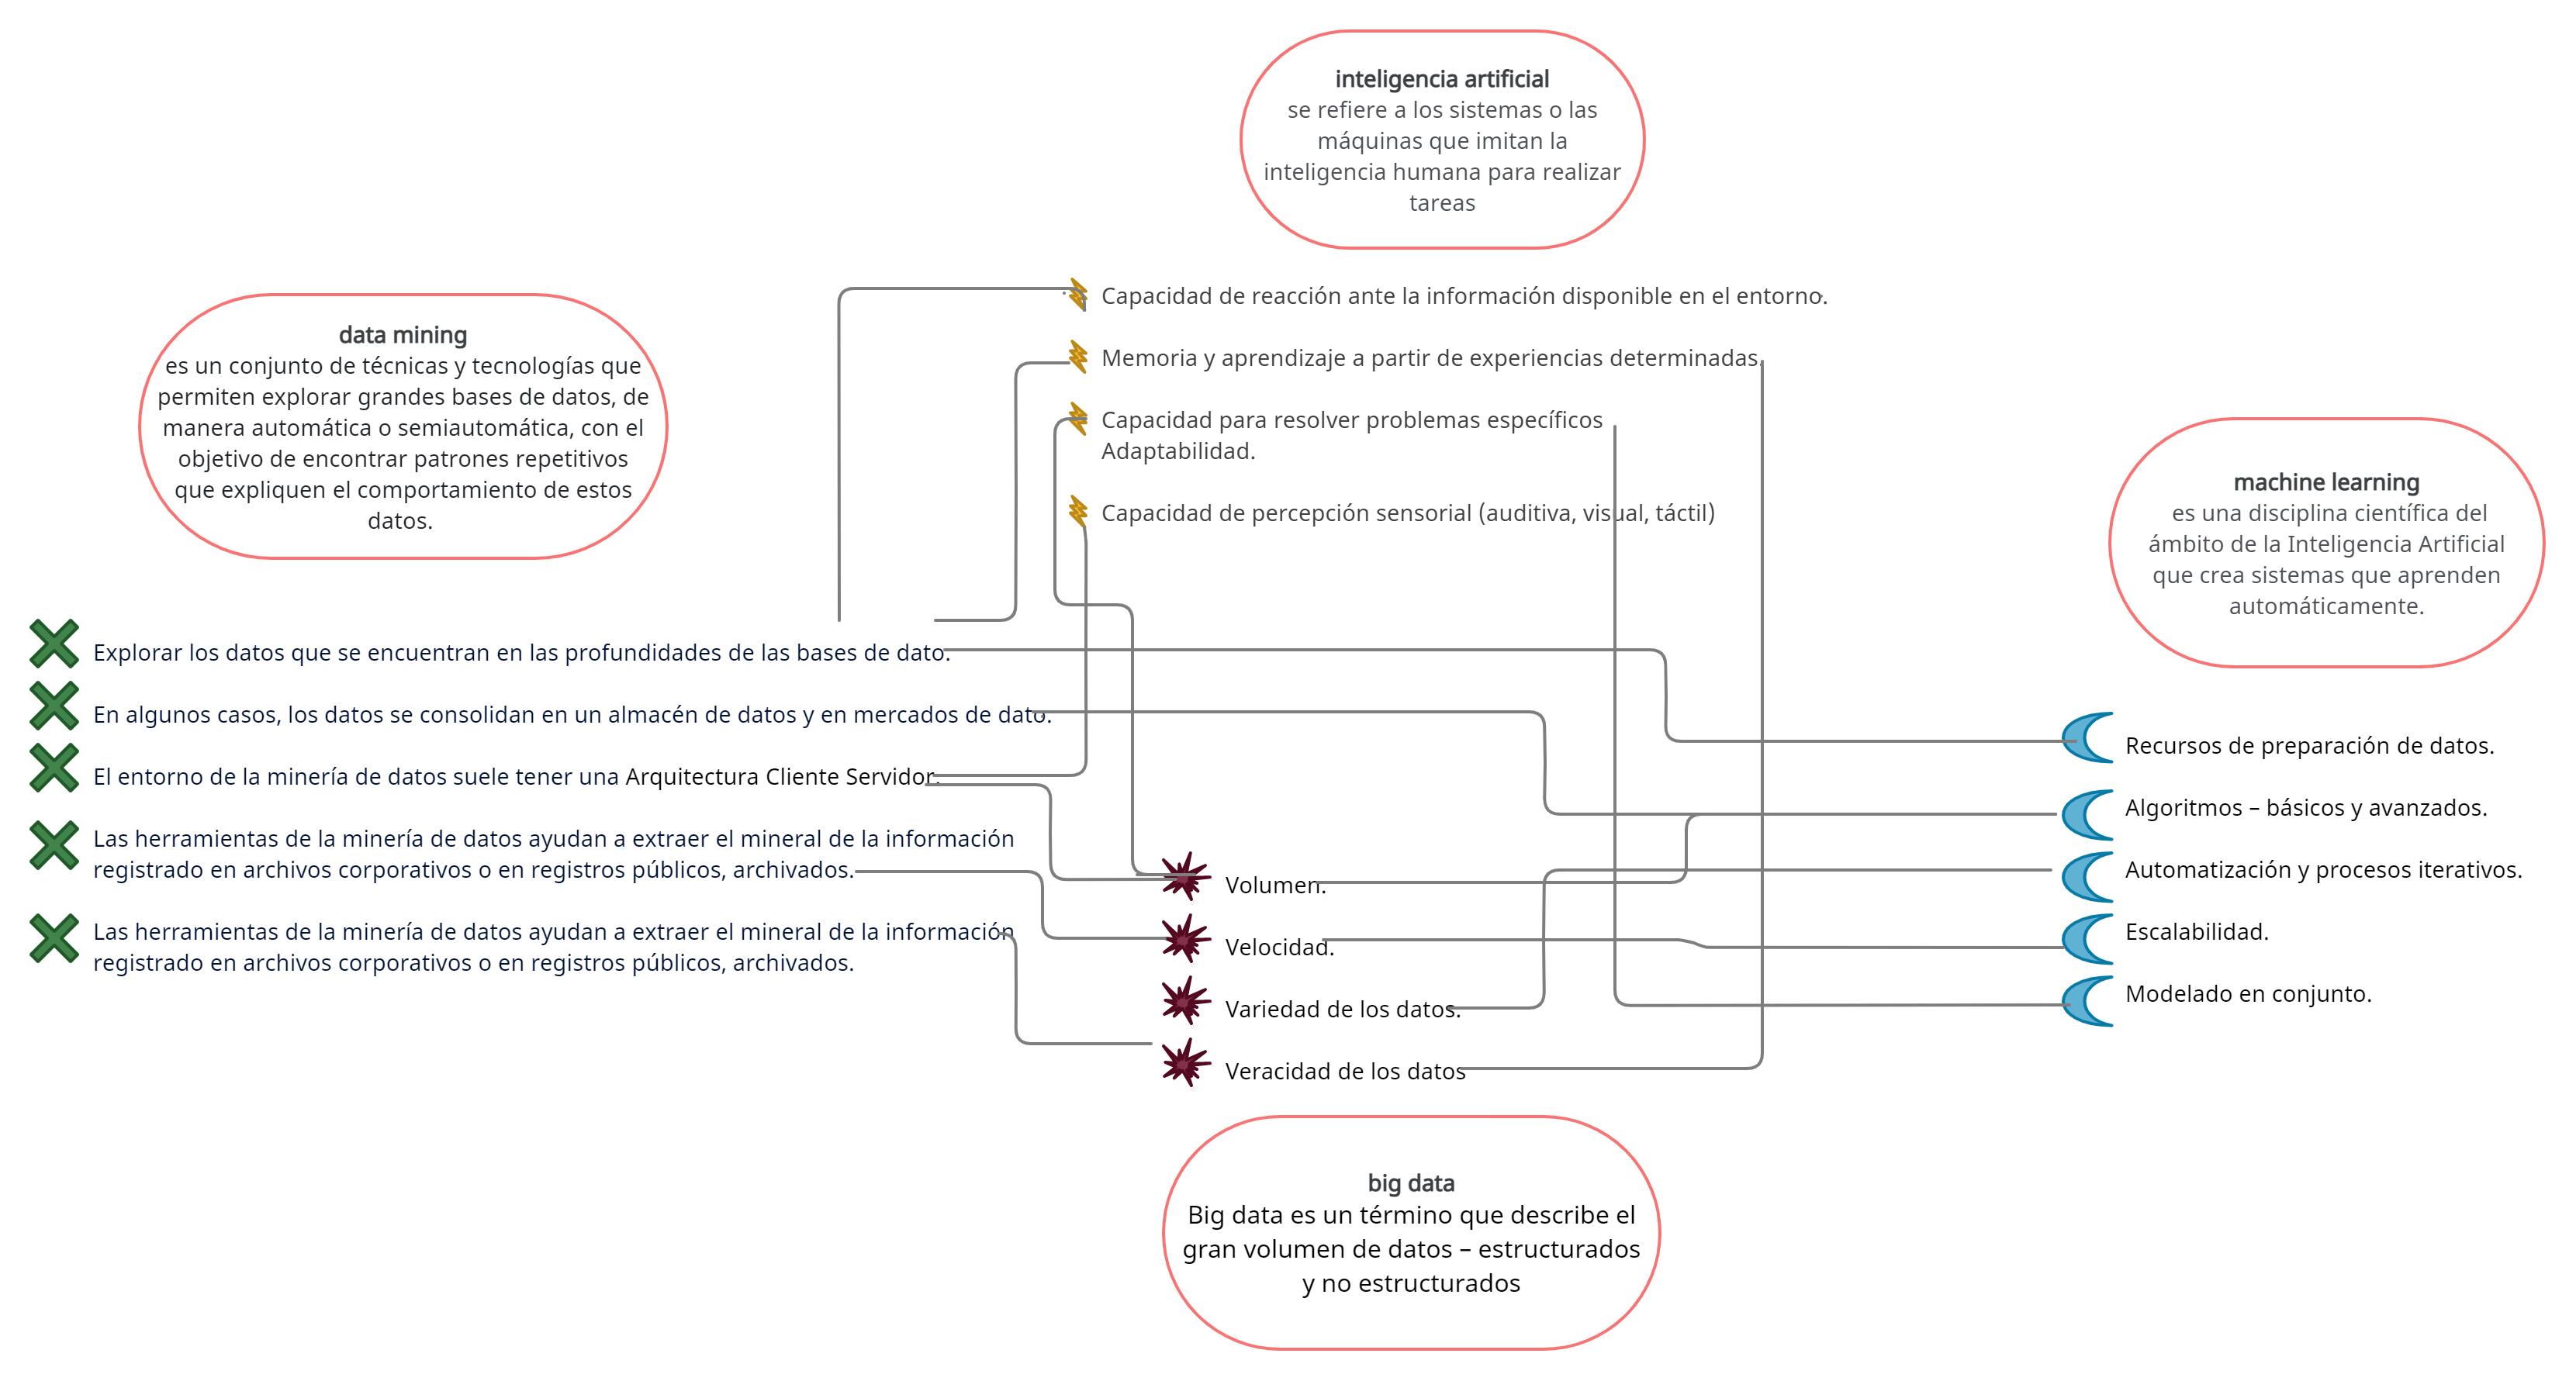 inteligencia artificial
se refiere a los sistemas o las
máquinas que imitan la
inteligencia humana para realizar
tareas
Capacidad de reacción ante la información disponible en el entorno.
Memoria y aprendizaje a partir de experiencias determinadas.
Capacidad para resolver problemas específicos
Adaptabilidad.
Capacidad de percepción sensorial (auditiva, visual, táctil)
data mining
es un conjunto de técnicas y tecnologías que
permiten explorar grandes bases de datos, de
manera automática o semiautomática, con el
objetivo de encontrar patrones repetitivos
que expliquen el comportamiento de estos
datos.
Explorar los datos que se encuentran en las profundidades de las bases de dato.
En algunos casos, los datos se consolidan en un almacén de datos y en mercados de dato.
El entorno de la minería de datos suele tener una Arquitectura Cliente Servidor.
Las herramientas de la minería de datos ayudan a extraer el mineral de la información
registrado en archivos corporativos o en registros públicos, archivados.
Las herramientas de la minería de datos ayudan a extraer el mineral de la información
registrado en archivos corporativos o en registros públicos, archivados.
machine learning
es una disciplina científica del
ámbito de la Inteligencia Artificial
que crea sistemas que aprenden
automáticamente.
Recursos de preparación de datos.
Algoritmos – básicos y avanzados.
Automatización y procesos iterativos.
Escalabilidad.
Modelado en conjunto.
Volumen.
Velocidad.
Variedad de los datos.
Veracidad de los datos
big data
Big data es un término que describe el
gran volumen de datos – estructurados
y no estructurados